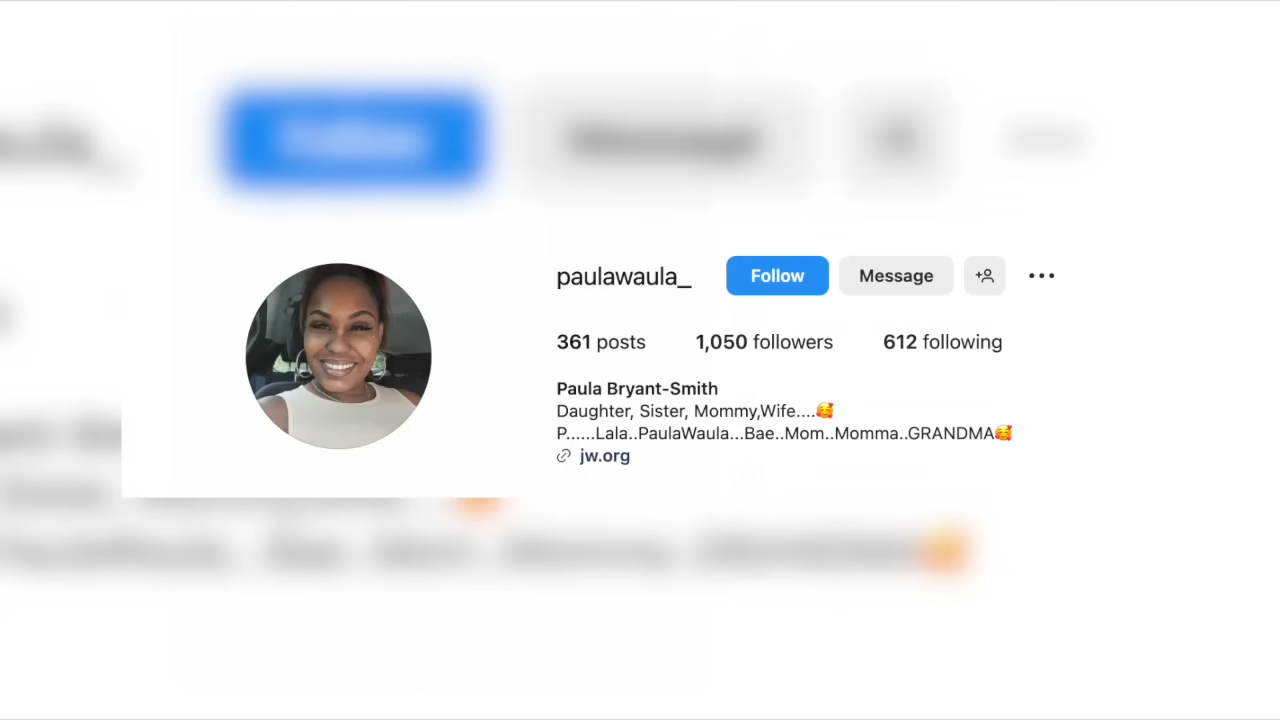 paulawaula_ Follow Message
361 posts 1,050 followers 612 following
Paula Bryant-Smith
Daughter, Sister, Mommy,Wife....🥰
P......Lala..PaulaWaula...Bae..Mom..Momma..GRANDMA🥰
jw.org